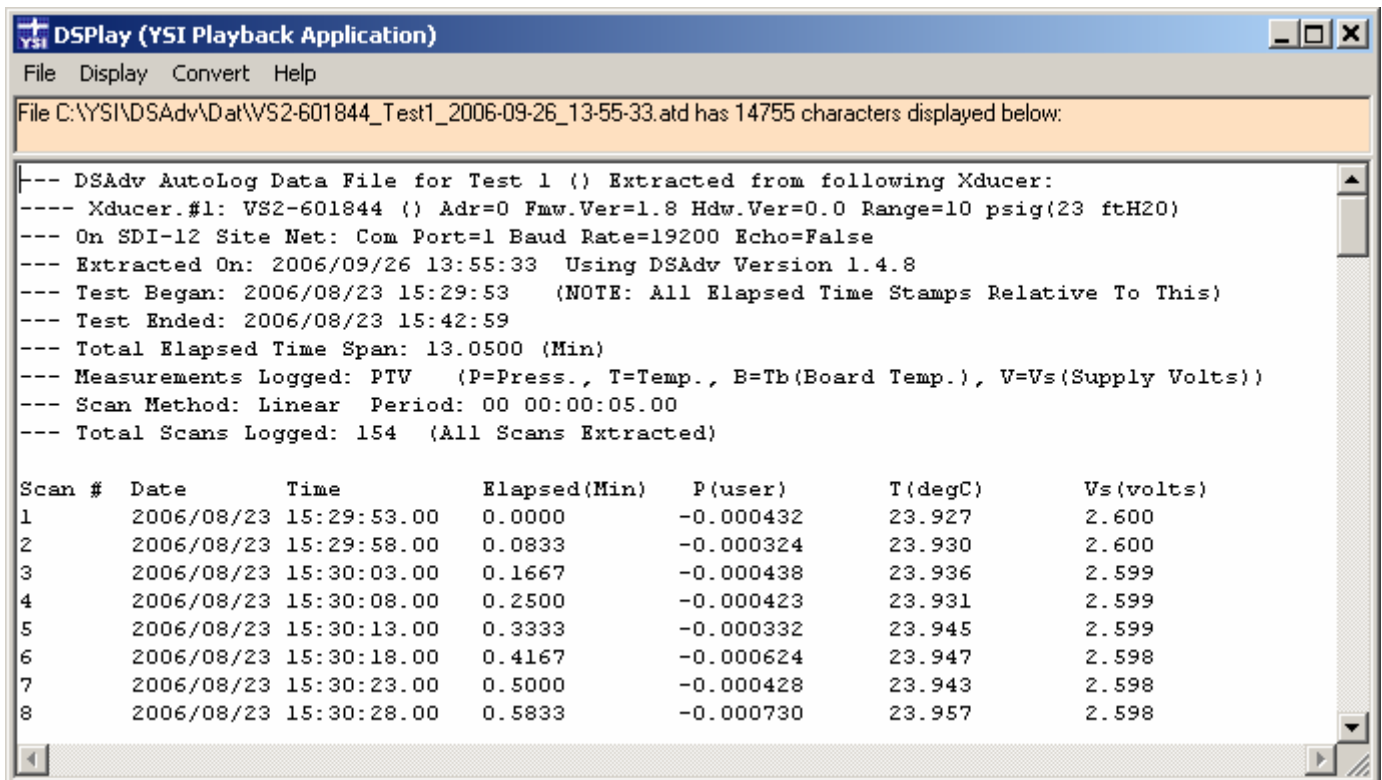 YSI DSPlay (YSI Playback Application)
File Display Convert Help
File C:\YSI\DSAdv\Dat\VS2-601844_Test1_2006-09-26_13-55-33.atd has 14755 characters displayed below:
--- DSAdv AutoLog Data File for Test 1 () Extracted from following Xducer:
---- Xducer.#1: VS2-601844 () Adr=0 Fmw.Ver=1.8 Hdw.Ver=0.0 Range=10 psig(23 ftH2O)
--- On SDI-12 Site Net: Com Port=1 Baud Rate=19200 Echo=False
--- Extracted On: 2006/09/26 13:55:33  Using DSAdv Version 1.4.8
--- Test Began: 2006/08/23 15:29:53   (NOTE: All Elapsed Time Stamps Relative To This)
--- Test Ended: 2006/08/23 15:42:59
--- Total Elapsed Time Span: 13.0500 (Min)
--- Measurements Logged: PTV   (P=Press., T=Temp., B=Tb(Board Temp.), V=Vs(Supply Volts))
--- Scan Method: Linear  Period: 00 00:00:05.00
--- Total Scans Logged: 154  (All Scans Extracted)
Scan #  Date       Time         Elapsed(Min)   P(user)     T(degC)     Vs(volts)
1       2006/08/23 15:29:53.00  0.0000         -0.000432   23.927      2.600
2       2006/08/23 15:29:58.00  0.0833         -0.000324   23.930      2.600
3       2006/08/23 15:30:03.00  0.1667         -0.000438   23.936      2.599
4       2006/08/23 15:30:08.00  0.2500         -0.000423   23.931      2.599
5       2006/08/23 15:30:13.00  0.3333         -0.000332   23.945      2.599
6       2006/08/23 15:30:18.00  0.4167         -0.000624   23.947      2.598
7       2006/08/23 15:30:23.00  0.5000         -0.000428   23.943      2.598
8       2006/08/23 15:30:28.00  0.5833         -0.000730   23.957      2.598